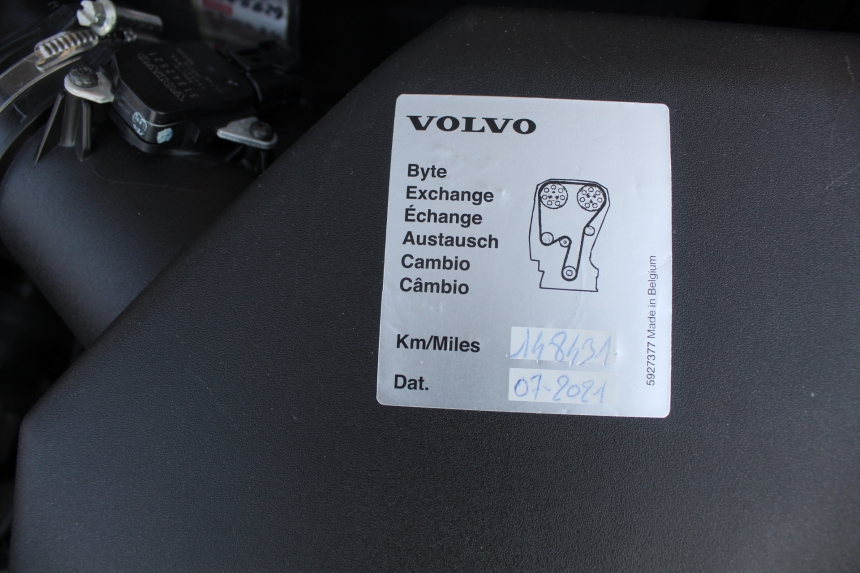 VOLVO
Byte
Exchange
Échange
Austausch
Cambio
Câmbio
Km/Miles 148431
Dat. 07-2021
5927377 Made in Belgium